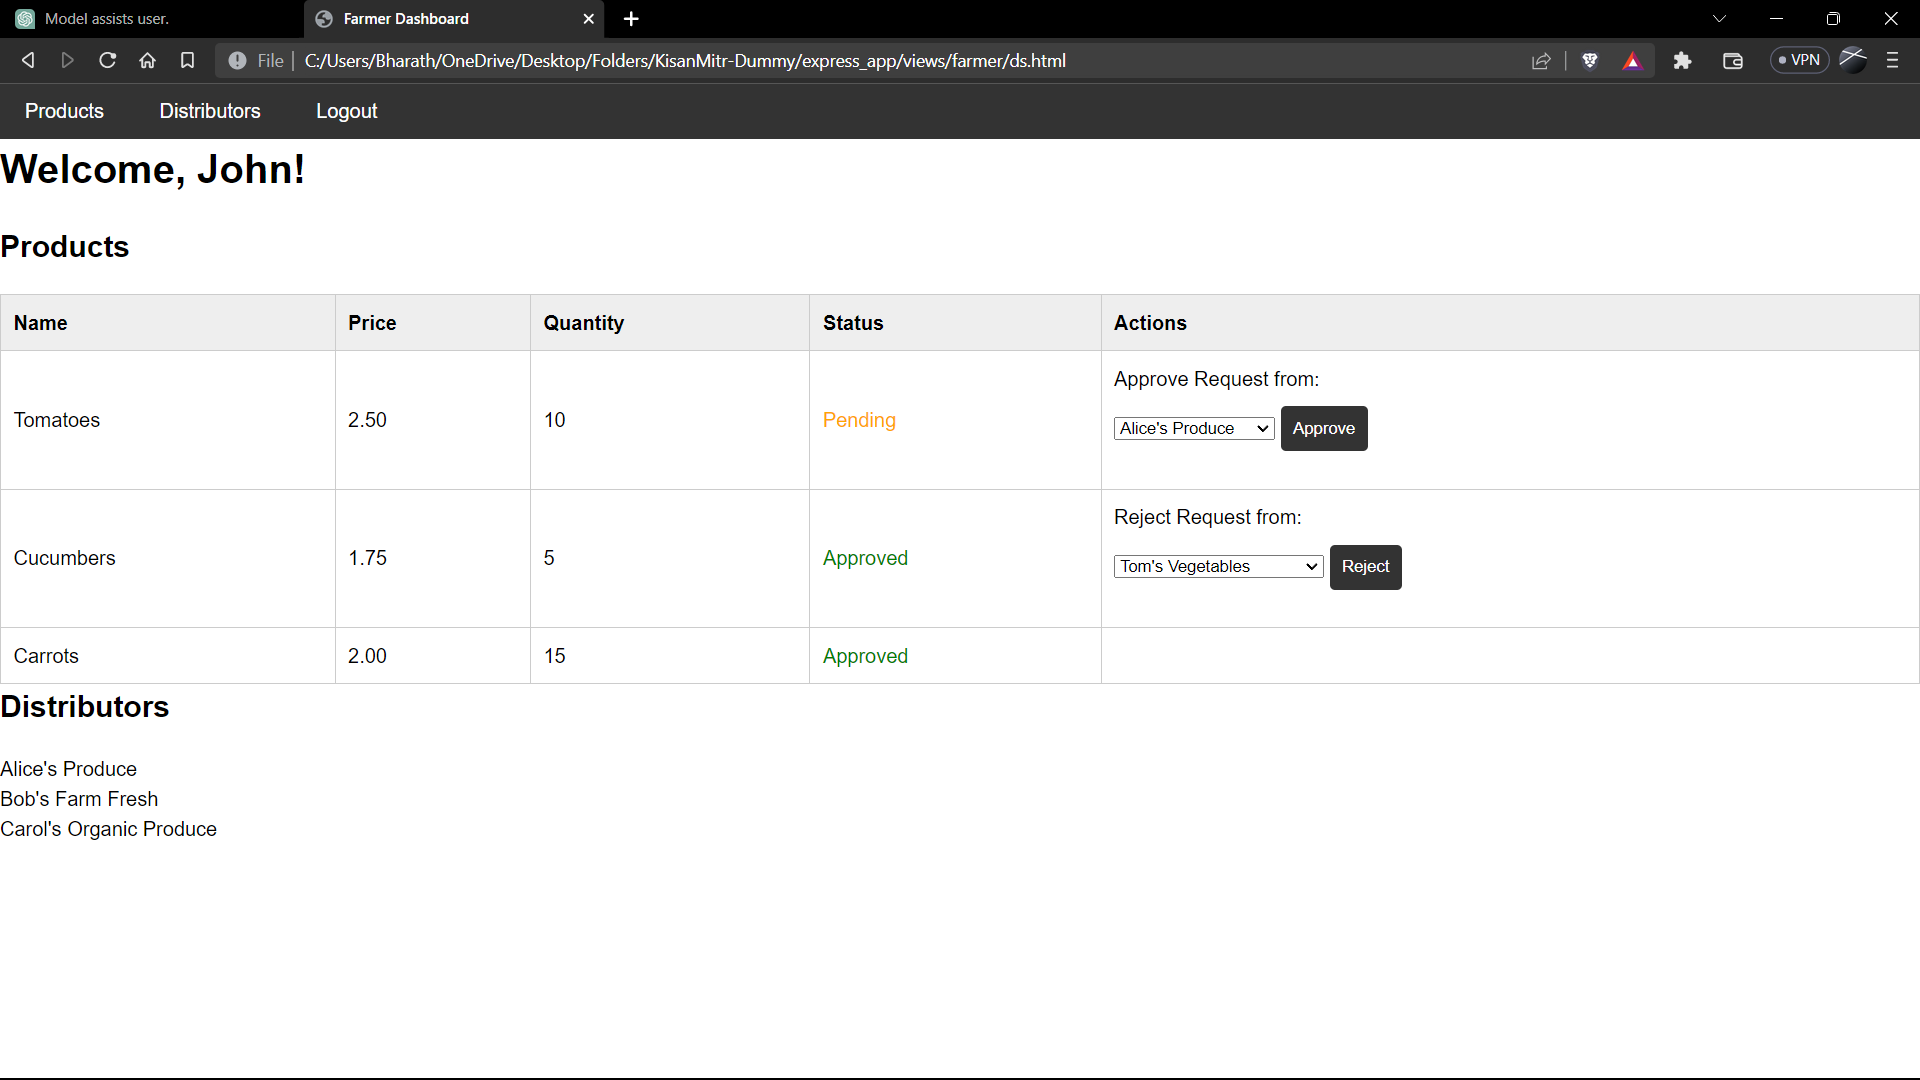 Model assists user.
Farmer Dashboard
File
C:/Users/Bharath/OneDrive/Desktop/Folders/KisanMitr-Dummy/express_app/views/farmer/ds.html
VPN
Products Distributors Logout
Welcome, John!
Products
Name Price Quantity Status Actions
Approve Request from:
Tomatoes 2.50 10 Pending
Alice's Produce Approve
Reject Request from:
Cucumbers 1.75 5 Approved
Tom's Vegetables Reject
Carrots 2.00 15 Approved
Distributors
Alice's Produce
Bob's Farm Fresh
Carol's Organic Produce